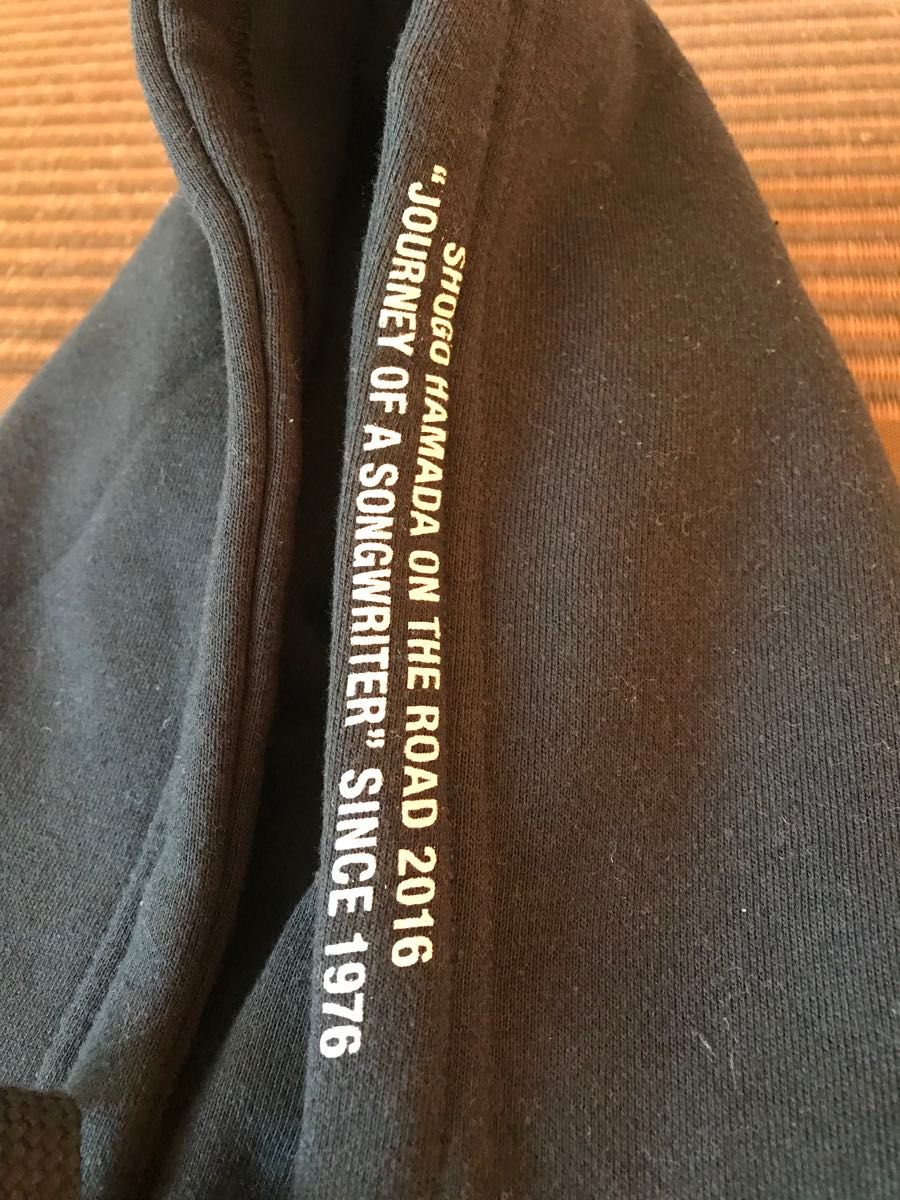 SHOGO HAMADA ON THE ROAD 2016
“JOURNEY OF A SONGWRITER” SINCE 1976